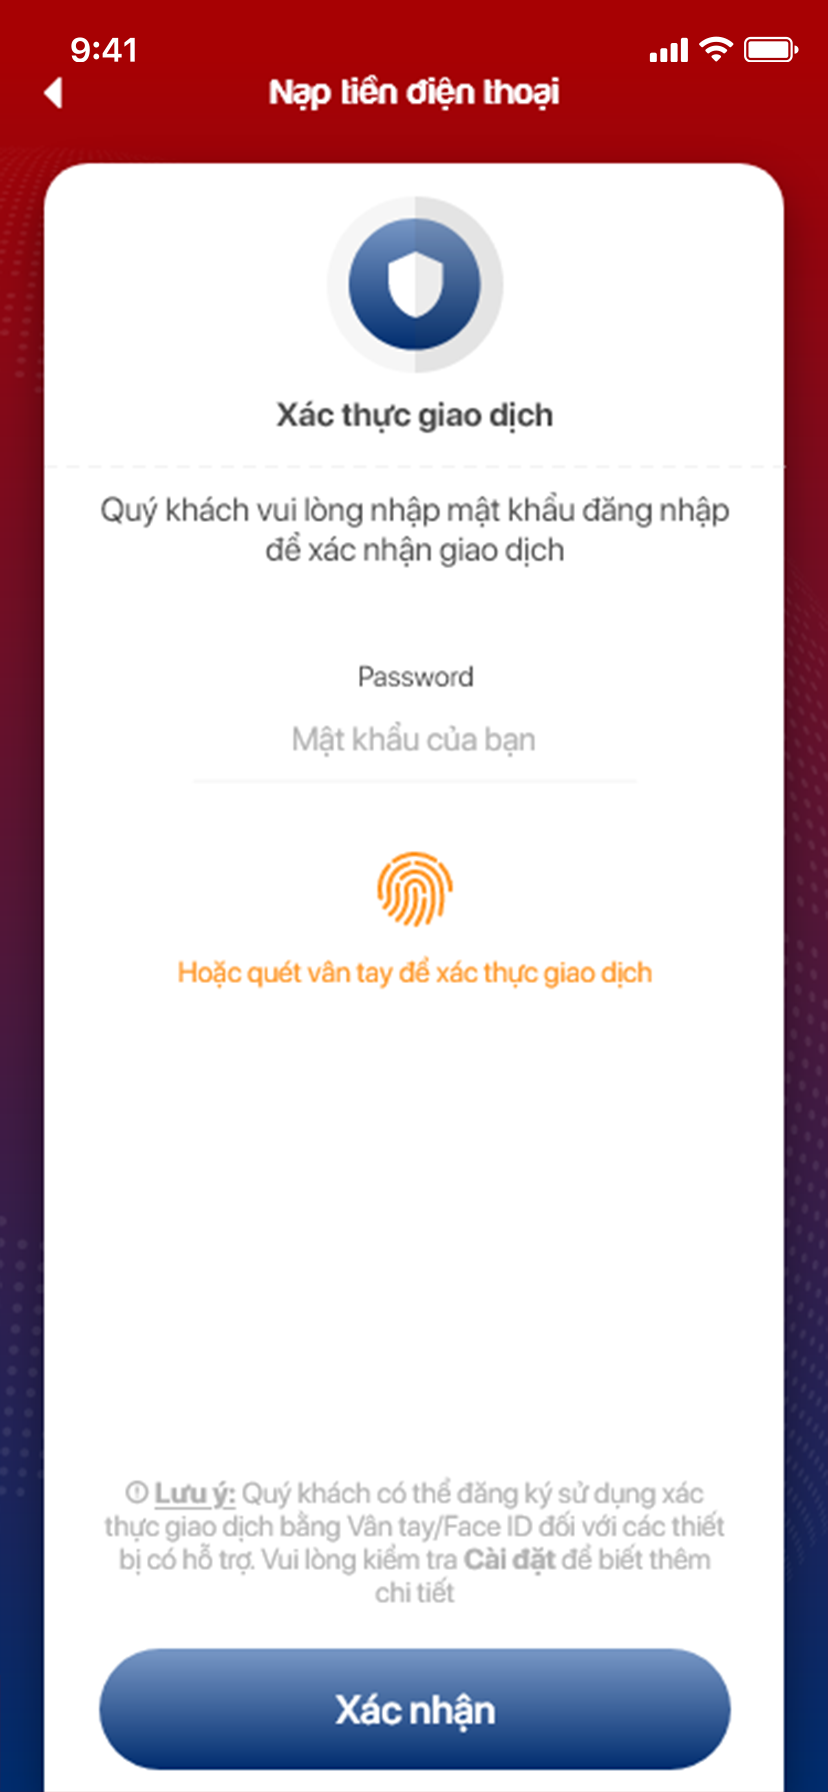 9:41
Nạp tiền điện thoại
Xác thực giao dịch
Quý khách vui lòng nhập mật khẩu đăng nhập
để xác nhận giao dịch
Password
Mật khẩu của bạn
Hoặc quét vân tay để xác thực giao dịch
Lưu ý: Quý khách có thể đăng ký sử dụng xác
thực giao dịch bằng Vân tay/Face ID đối với các thiết
bị có hỗ trợ. Vui lòng kiểm tra Cài đặt để biết thêm
chi tiết
Xác nhận